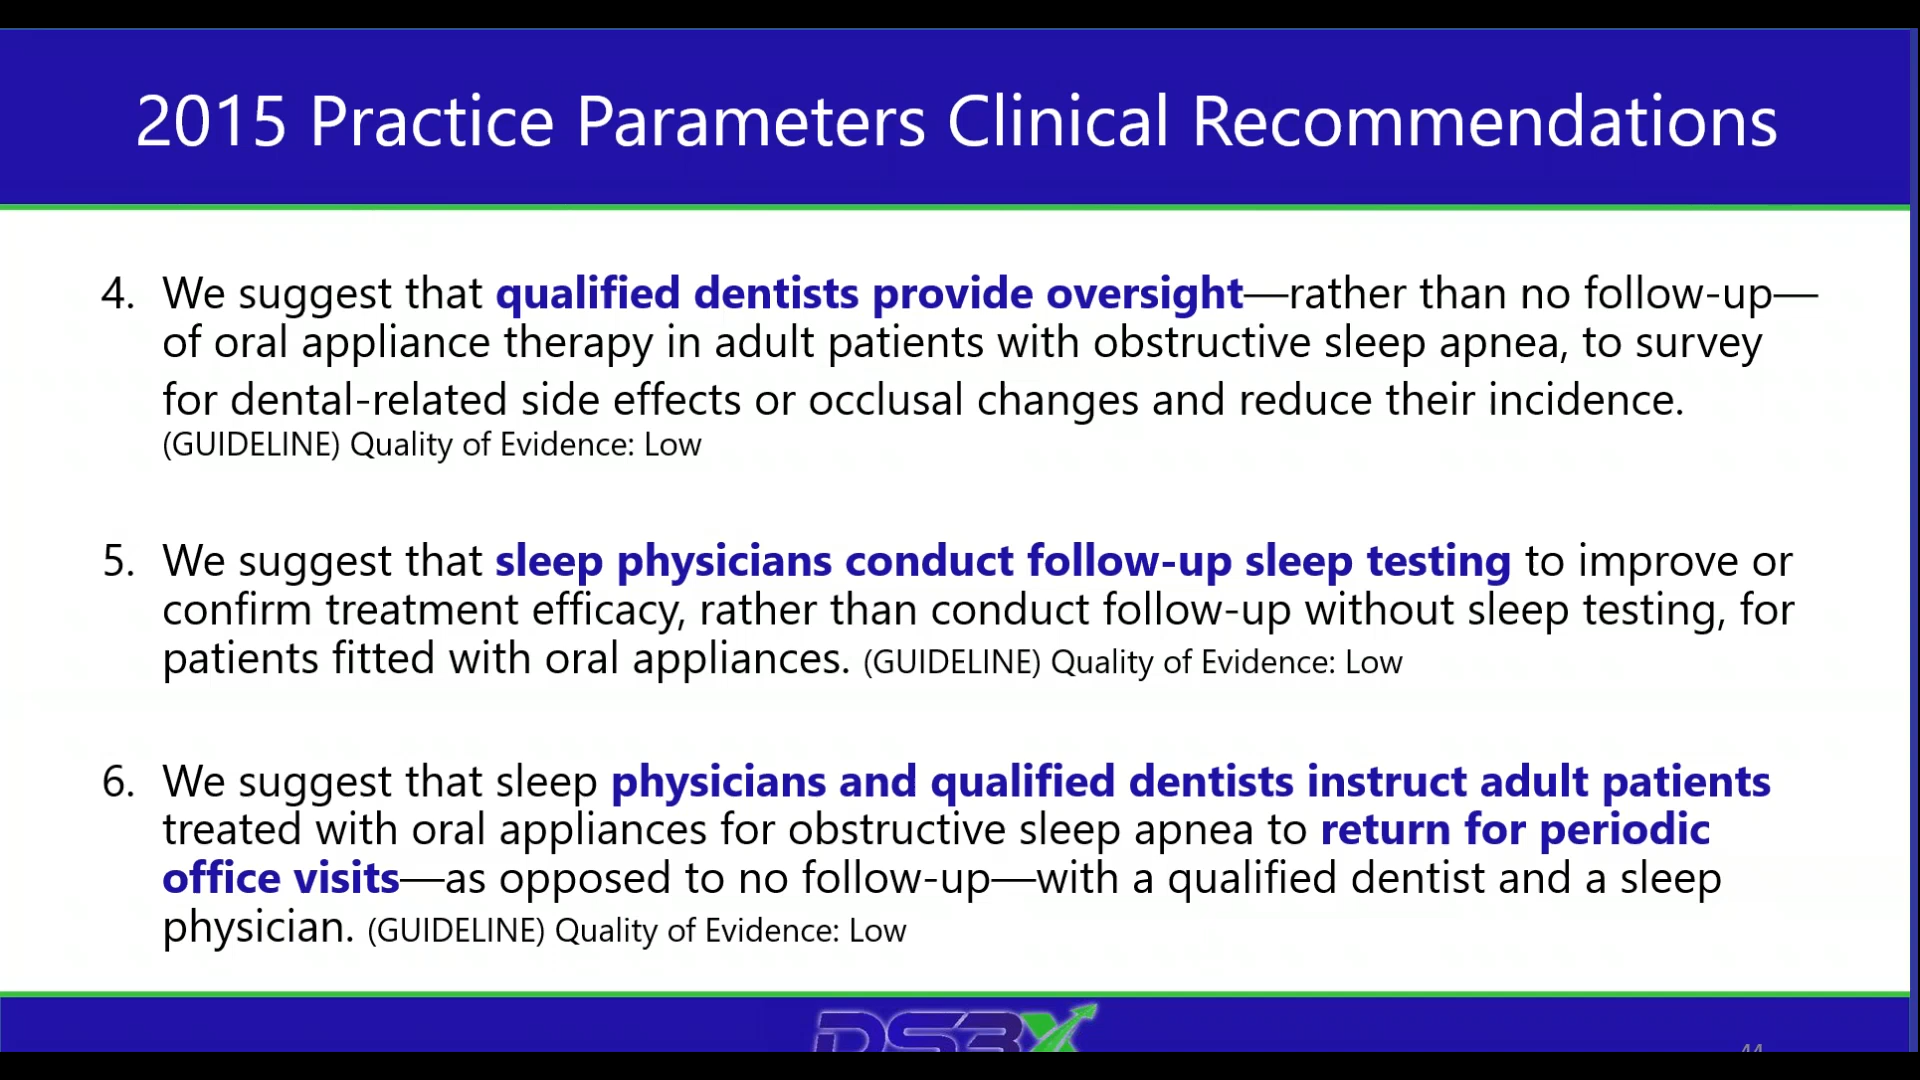 2015 Practice Parameters Clinical Recommendations
4. We suggest that qualified dentists provide oversight—rather than no follow-up—
of oral appliance therapy in adult patients with obstructive sleep apnea, to survey
for dental-related side effects or occlusal changes and reduce their incidence.
(GUIDELINE) Quality of Evidence: Low
5. We suggest that sleep physicians conduct follow-up sleep testing to improve or
confirm treatment efficacy, rather than conduct follow-up without sleep testing, for
patients fitted with oral appliances. (GUIDELINE) Quality of Evidence: Low
6. We suggest that sleep physicians and qualified dentists instruct adult patients
treated with oral appliances for obstructive sleep apnea to return for periodic
office visits—as opposed to no follow-up—with a qualified dentist and a sleep
physician. (GUIDELINE) Quality of Evidence: Low
DS3X